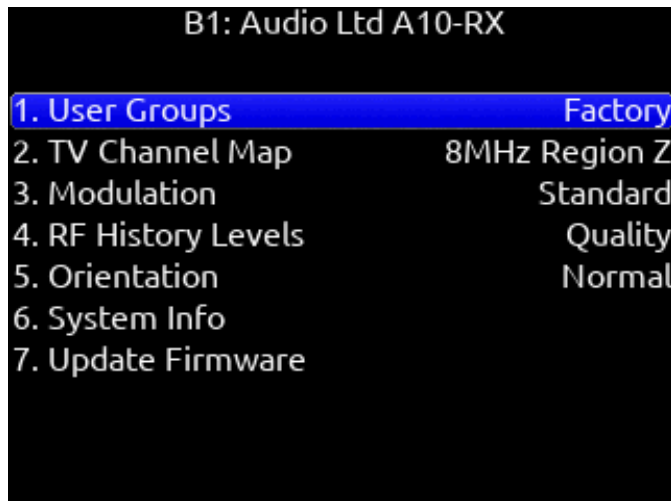 B1: Audio Ltd A10-RX
1. User Groups Factory
2. TV Channel Map 8MHz Region Z
3. Modulation Standard
4. RF History Levels Quality
5. Orientation Normal
6. System Info
7. Update Firmware